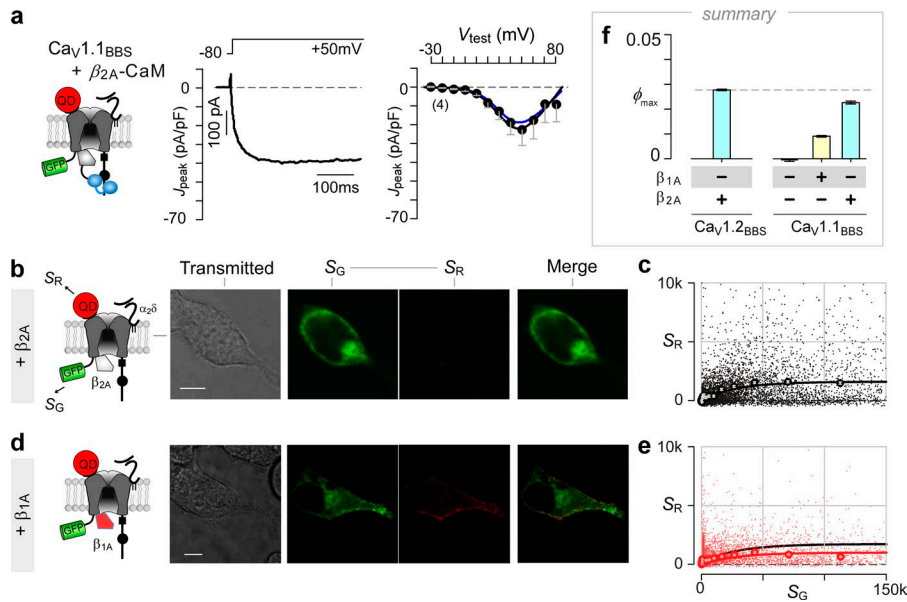 a
CaV1.1BBS
+ β2A-CaM
QD
GFP
-80
+50mV
0
Jpeak (pA/pF)
-70
100 pA
100ms
Vtest (mV)
-30
80
0
Jpeak (pA/pF)
-70
(4)
summary
f
0.05
ϕmax
0
β1A
− − + −
β2A
+ − − +
CaV1.2BBS
CaV1.1BBS
b
+ β2A
SR
QD
α2δ
GFP
β2A
SG
Transmitted
SG
SR
Merge
c
10k
SR
0
d
+ β1A
QD
GFP
β1A
e
10k
SR
0
0
SG
150k